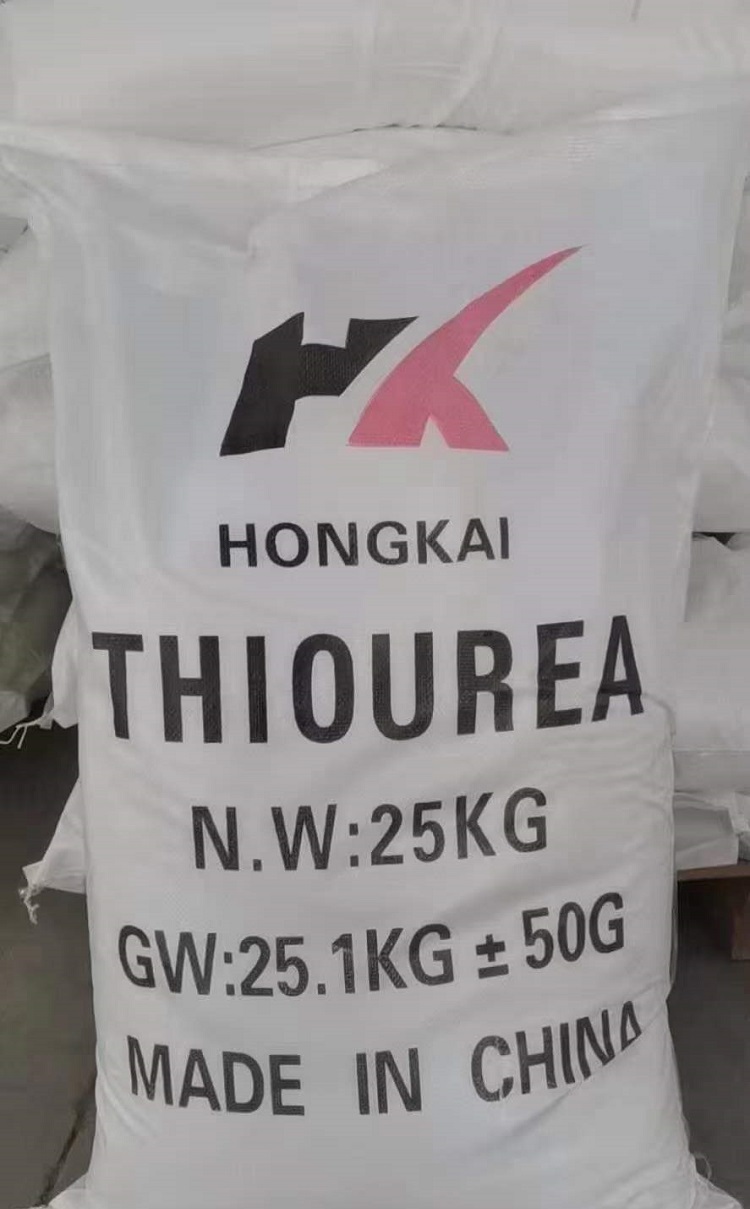 HK
HONGKAI
THIOUREA
N.W:25KG
GW:25.1KG ± 50G
MADE IN CHINA